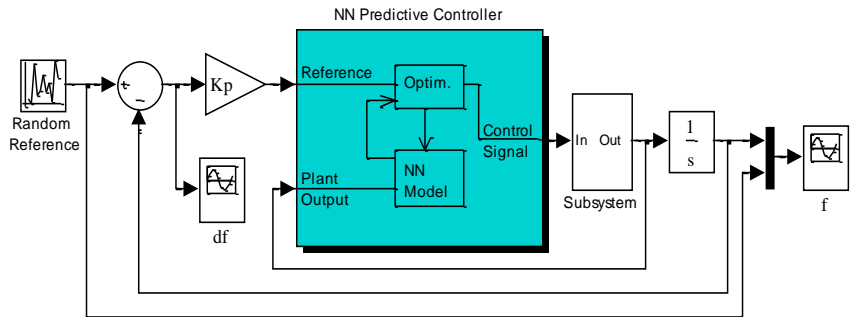 NN Predictive Controller
Random
Reference
+
−
Kp
df
Reference
Optim.
Control
Signal
Plant
Output
NN
Model
In Out
Subsystem
1
s
f